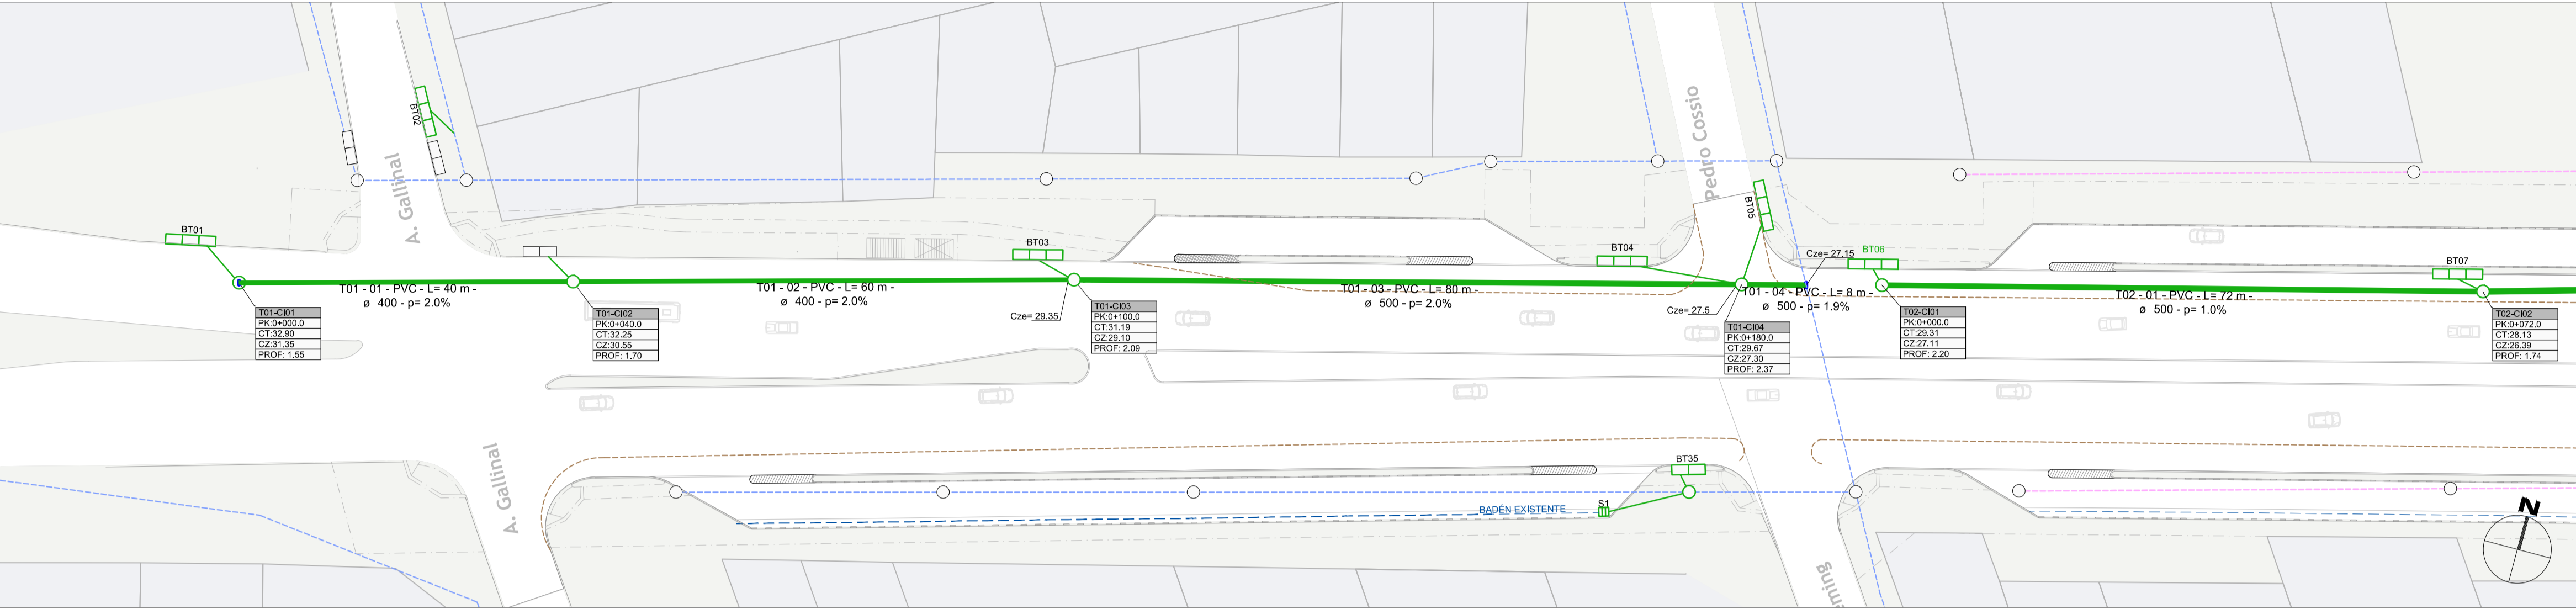 BT02
A. Gallinal
BT01
BT03
BT04
Pedro Cossio
BT05
Cze= 27.15
BT06
BT07
T01 - 01 - PVC - L= 40 m -
ø 400 - p= 2.0%
T01 - 02 - PVC - L= 60 m -
ø 400 - p= 2.0%
T01 - 03 - PVC - L= 80 m -
ø 500 - p= 2.0%
T01 - 04 - PVC - L= 8 m -
ø 500 - p= 1.9%
T02 - 01 - PVC - L= 72 m -
ø 500 - p= 1.0%
T01-CI01
PK:0+000.0
CT:32.90
CZ:31.35
PROF: 1.55
T01-CI02
PK:0+040.0
CT:32.25
CZ:30.55
PROF: 1.70
Cze= 29.35
T01-CI03
PK:0+100.0
CT:31.19
CZ:29.10
PROF: 2.09
Cze= 27.5
T01-CI04
PK:0+180.0
CT:29.67
CZ:27.30
PROF: 2.37
T02-CI01
PK:0+000.0
CT:29.31
CZ:27.11
PROF: 2.20
T02-CI02
PK:0+072.0
CT:28.13
CZ:26.39
PROF: 1.74
A. Gallinal
BT35
S1
BADÉN EXISTENTE
N
ming